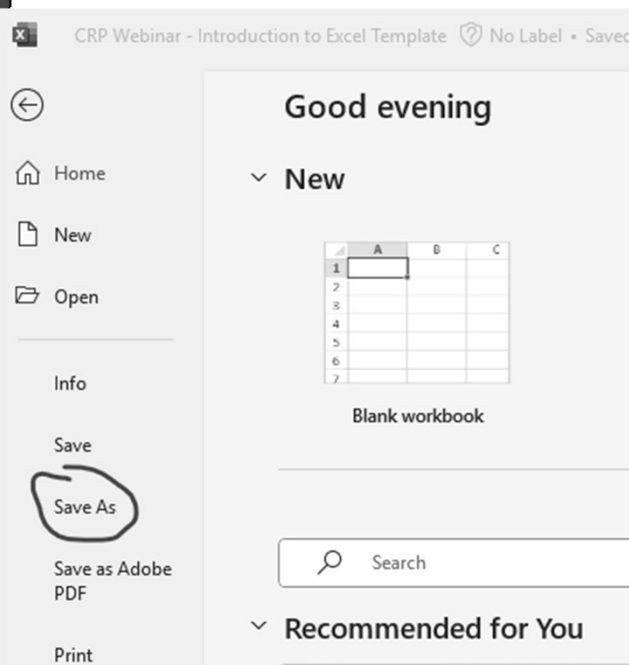 CRP Webinar - Introduction to Excel Template No Label • Saved
Good evening
Home
New
Open
Info
Save
Save As
Save as Adobe
PDF
Print
New
A B C
1
2
3
4
5
6
7
Blank workbook
Search
Recommended for You